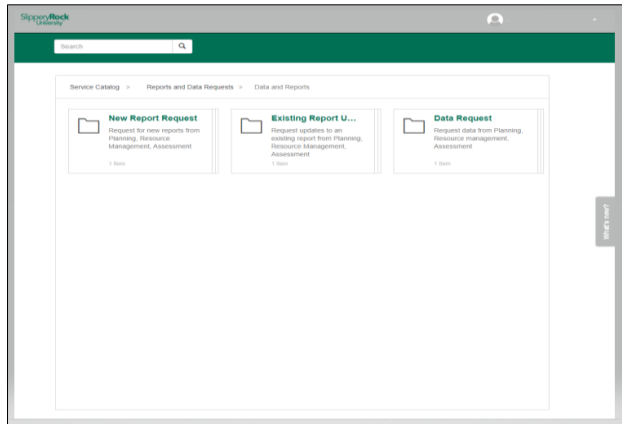 SlipperyRock
University
Search
Service Catalog > Reports and Data Requests > Data and Reports
New Report Request
Request for new reports from
Planning, Resource
Management, Assessment
1 Item
Existing Report U...
Request updates to an
existing report from Planning,
Resource Management,
Assessment
1 Item
Data Request
Request data from Planning,
Resource management,
Assessment
1 Item
What's new?